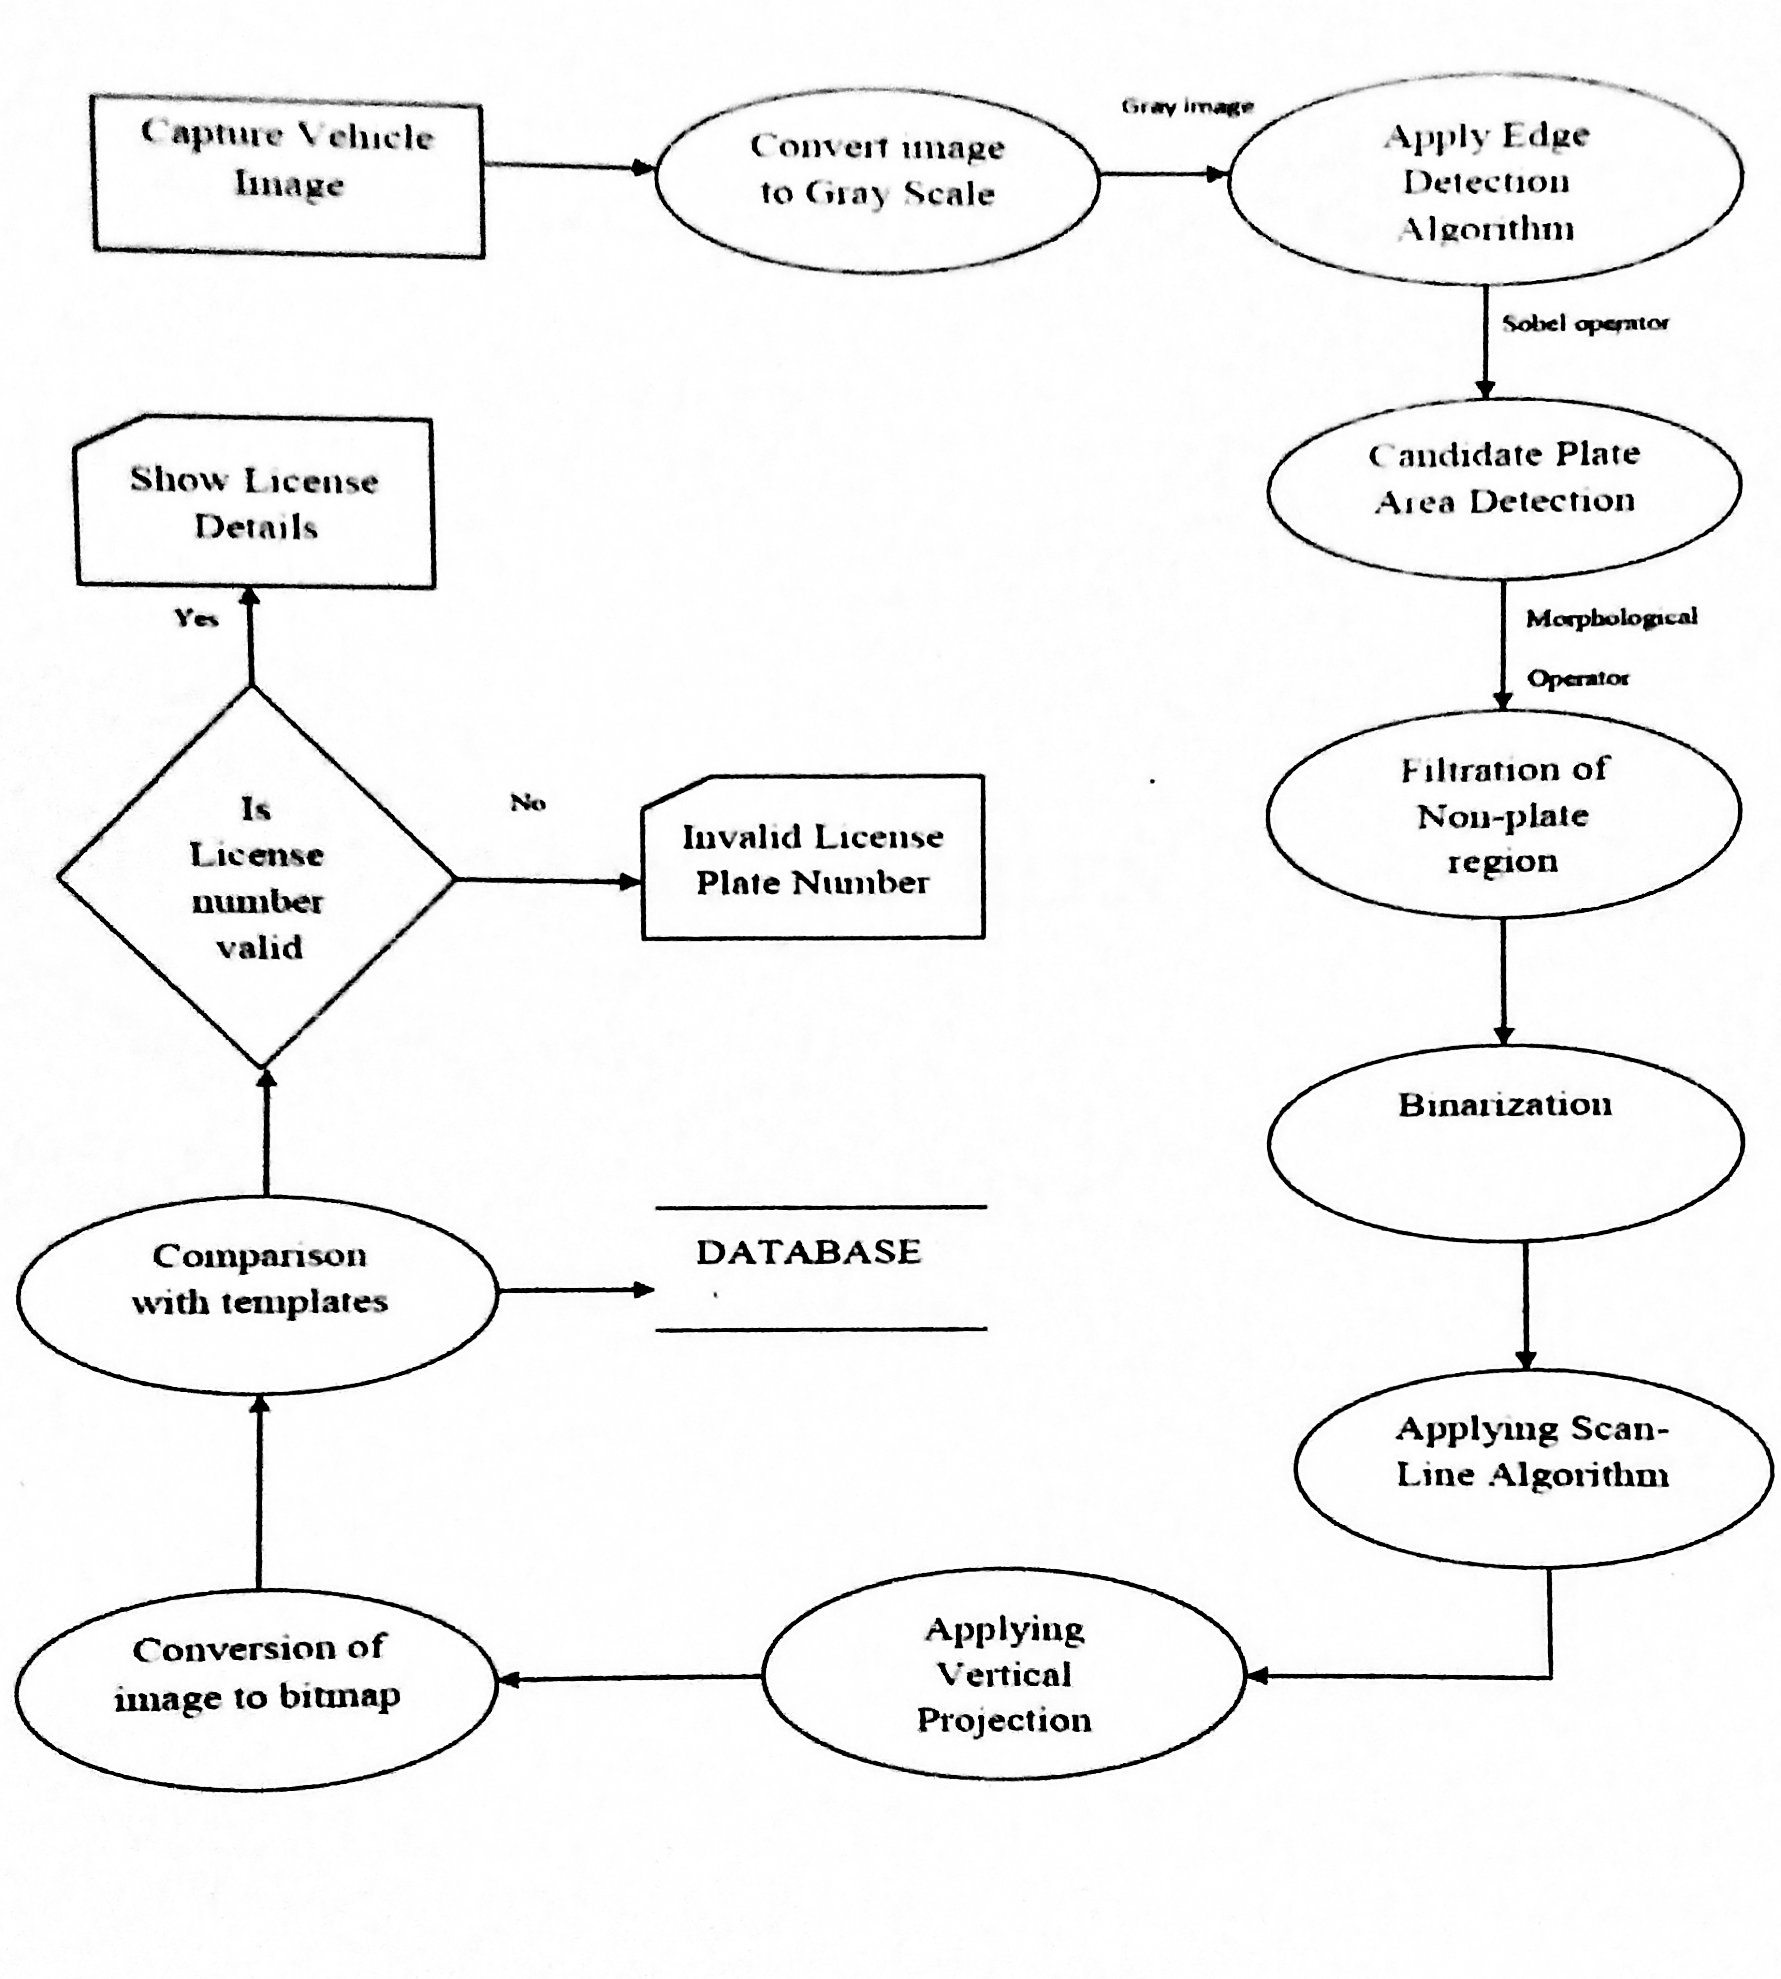 Capture Vehicle
Image
Convert image
to Gray Scale
Gray image
Apply Edge
Detection
Algorithm
Sobel operator
Candidate Plate
Area Detection
Morphological
Operator
Filtration of
Non-plate
region
Binarization
Applying Scan-
Line Algorithm
Applying
Vertical
Projection
Conversion of
image to bitmap
Comparison
with templates
DATABASE
Is
License
number
valid
No
Invalid License
Plate Number
Yes
Show License
Details